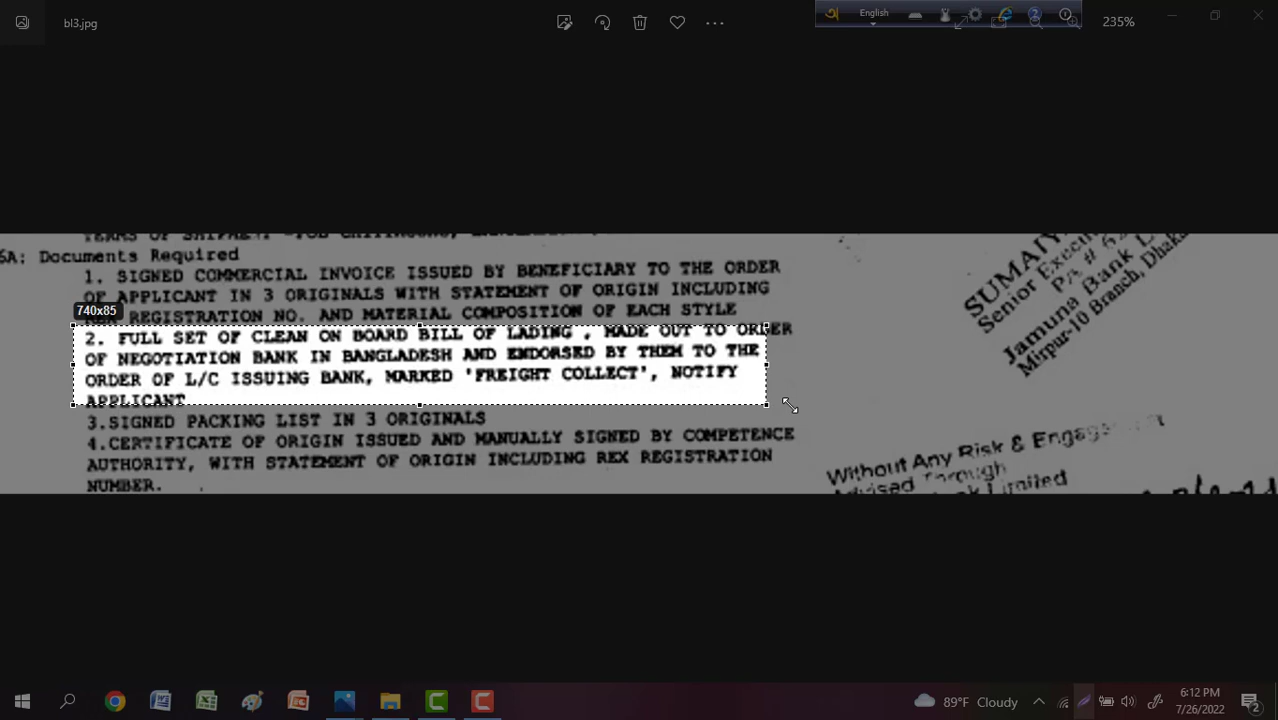 bl3.jpg
English
235%
6A: Documents Required
1. SIGNED COMMERCIAL INVOICE ISSUED BY BENEFICIARY TO THE ORDER
OF APPLICANT IN 3 ORIGINALS WITH STATEMENT OF ORIGIN INCLUDING
REGISTRATION NO. AND MATERIAL COMPOSITION OF EACH STYLE
740x85
2. FULL SET OF CLEAN ON BOARD BILL OF LADING , MADE OUT TO ORDER
OF NEGOTIATION BANK IN BANGLADESH AND ENDORSED BY THEM TO THE
ORDER OF L/C ISSUING BANK, MARKED 'FREIGHT COLLECT', NOTIFY
APPLICANT
3.SIGNED PACKING LIST IN 3 ORIGINALS
4.CERTIFICATE OF ORIGIN ISSUED AND MANUALLY SIGNED BY COMPETENCE
AUTHORITY, WITH STATEMENT OF ORIGIN INCLUDING REX REGISTRATION
NUMBER.
Senior
Jamuna Bank
Mirpur-10 Branch, Dhaka
Without Any Risk &
Advised Through
Limited
89°F Cloudy
6:12 PM
7/26/2022
2